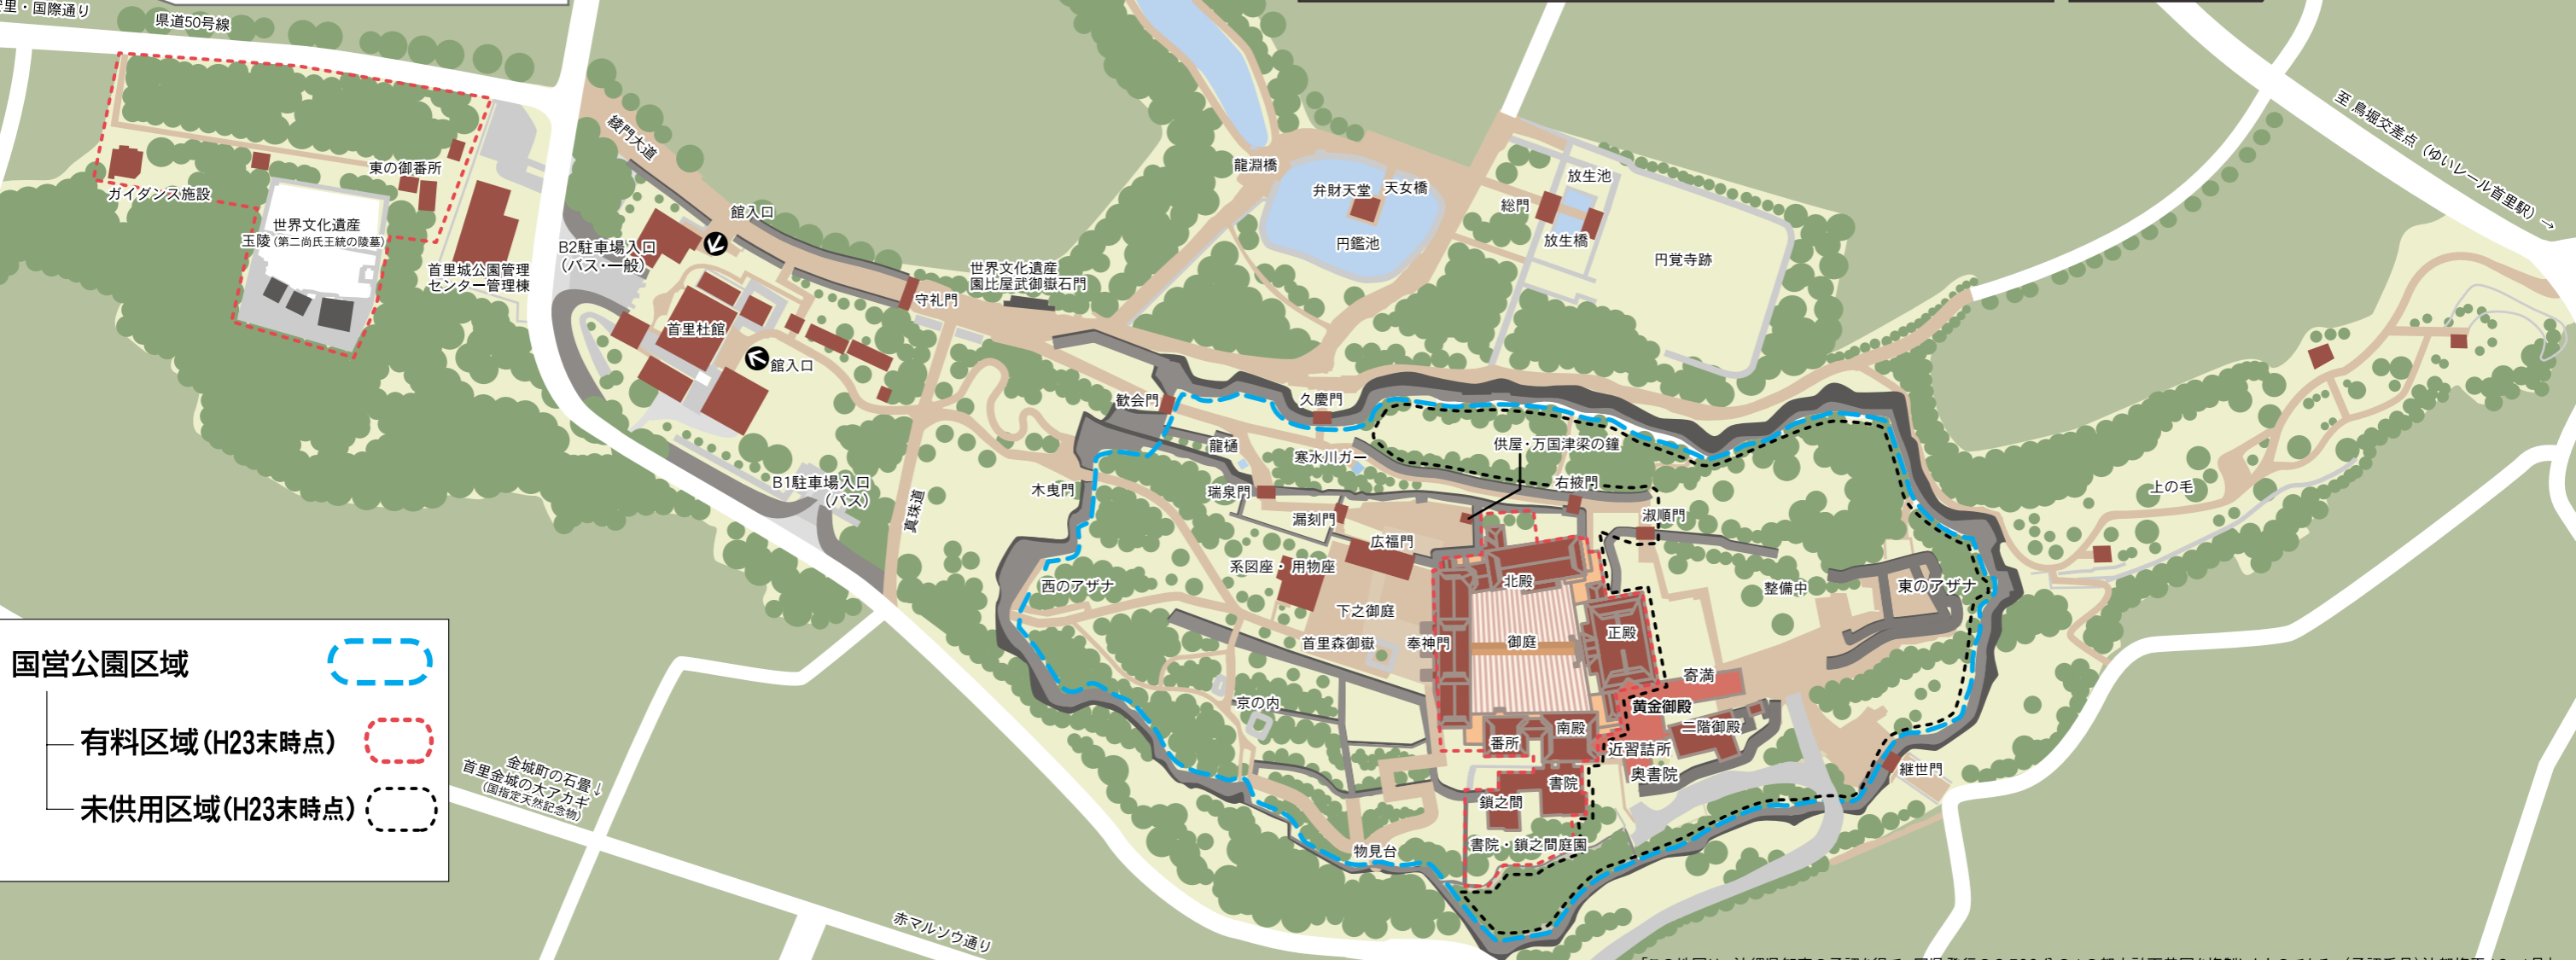 里・国際通り
県道50号線
綾門大道
東の御番所
ガイダンス施設
世界文化遺産
玉陵(第二尚氏王統の陵墓)
首里城公園管理
センター管理棟
B2駐車場入口
(バス・一般)
館入口
首里杜館
館入口
守礼門
世界文化遺産
園比屋武御嶽石門
龍淵橋
弁財天堂
天女橋
円鑑池
総門
放生池
放生橋
円覚寺跡
至 鳥堀交差点(ゆいレール首里駅)→
歓会門
久慶門
龍樋
寒水川ガー
供屋・万国津梁の鐘
右掖門
瑞泉門
漏刻門
淑順門
木曳門
B1駐車場入口
(バス)
真珠道
広福門
系図座・用物座
西のアザナ
下之御庭
首里森御嶽
奉神門
北殿
御庭
正殿
整備中
東のアザナ
上の毛
寄満
黄金御殿
二階御殿
京の内
番所
南殿
近習詰所
奥書院
書院
鎖之間
継世門
物見台
書院・鎖之間庭園
国営公園区域
有料区域(H23末時点)
未供用区域(H23末時点)
金城町の石畳↓
首里金城の大アカギ
(国指定天然記念物)
赤マルソウ通り